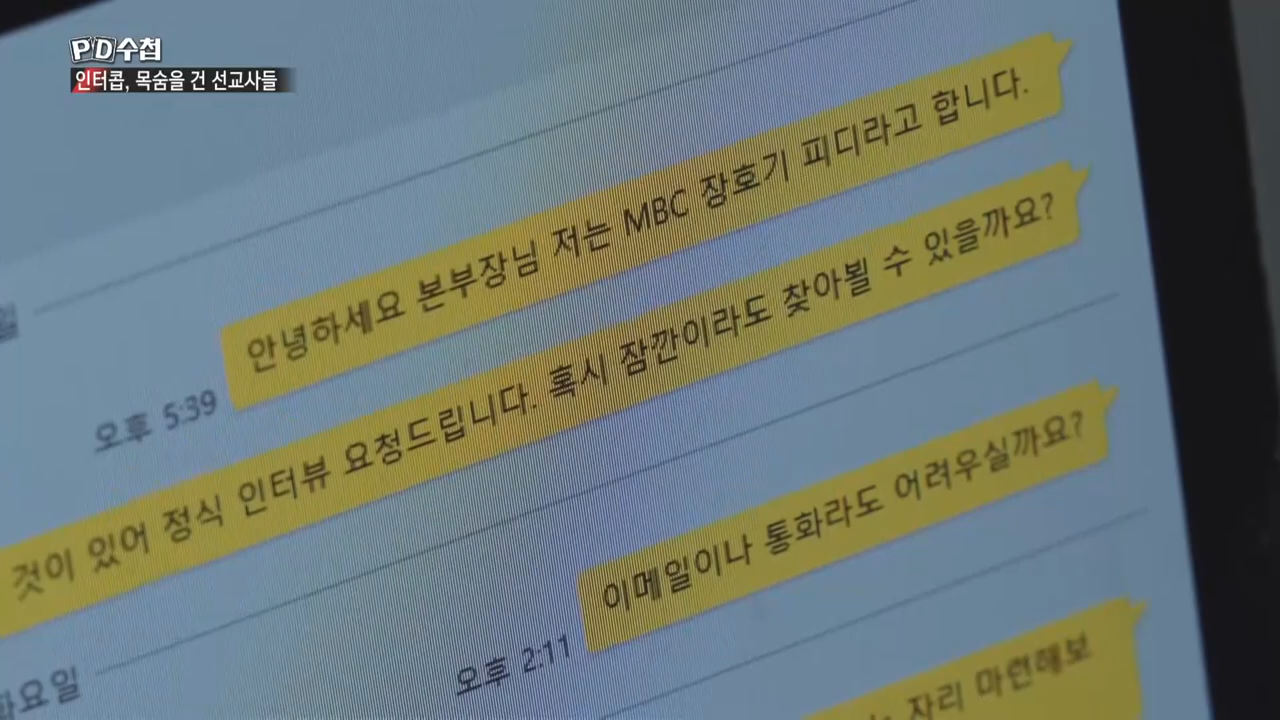 PD수첩
인터콥, 목숨을 건 선교사들
안녕하세요 본부장님 저는 MBC 장호기 피디라고 합니다.
오후 5:39
것이 있어 정식 인터뷰 요청드립니다. 혹시 잠깐이라도 찾아뵐 수 있을까요?
화요일
이메일이나 통화라도 어려우실까요?
오후 2:11
자리 마련해보